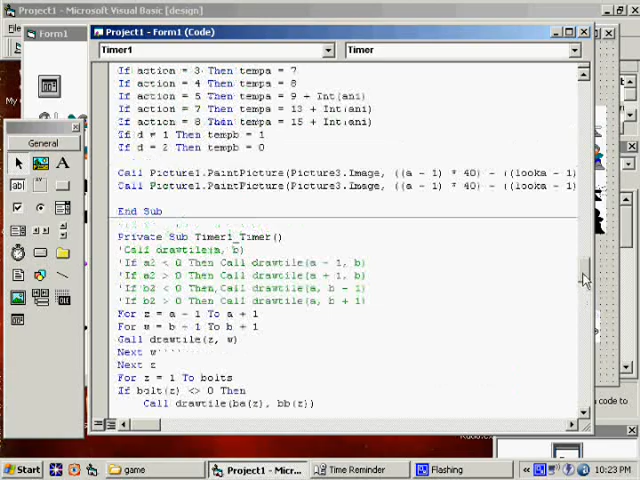 Project1 - Microsoft Visual Basic [design]
Form1
Project1 - Form1 (Code)
Timer1
Timer
General
If action = 3 Then tempa = 7
If action = 4 Then tempa = 8
If action = 5 Then tempa = 9 + Int(ani)
If action = 7 Then tempa = 13 + Int(ani)
If action = 8 Then tempa = 15 + Int(ani)
If d = 1 Then tempb = 1
If d = 2 Then tempb = 0
Call Picture1.PaintPicture(Picture3.Image, ((a - 1) * 40) - ((looka - 1)
Call Picture1.PaintPicture(Picture3.Image, ((a - 1) * 40) - ((looka - 1)
End Sub
Private Sub Timer1_Timer()
'Call drawtile(a, b)
'If a2 < 0 Then Call drawtile(a - 1, b)
'If a2 > 0 Then Call drawtile(a + 1, b)
'If b2 < 0 Then Call drawtile(a, b - 1)
'If b2 > 0 Then Call drawtile(a, b + 1)
For z = a - 1 To a + 1
For w = b - 1 To b + 1
Call drawtile(z, w)
Next w
Next z
For z = 1 To bolts
If bolt(z) <> 0 Then
Call drawtile(ba(z), bb(z))
code to
Start
game
Project1 - Micr...
Time Reminder
Flashing
10:23 PM